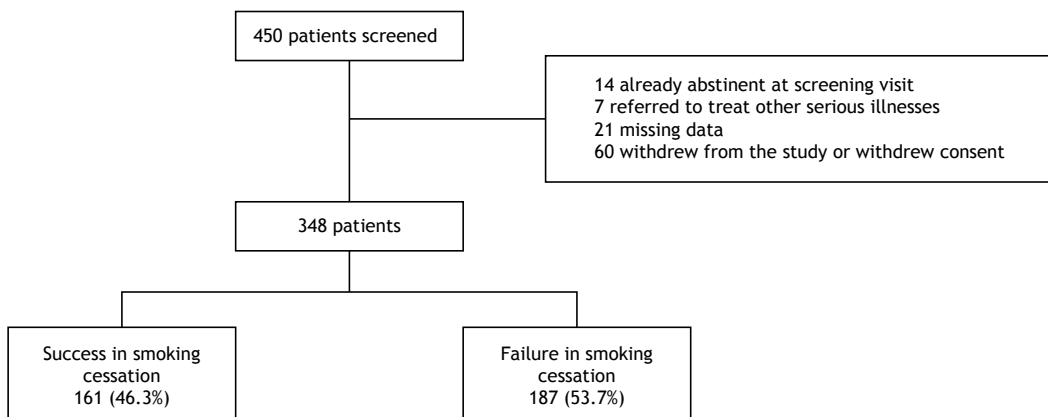 450 patients screened
14 already abstinent at screening visit
7 referred to treat other serious illnesses
21 missing data
60 withdrew from the study or withdrew consent
348 patients
Success in smoking
cessation
161 (46.3%)
Failure in smoking
cessation
187 (53.7%)